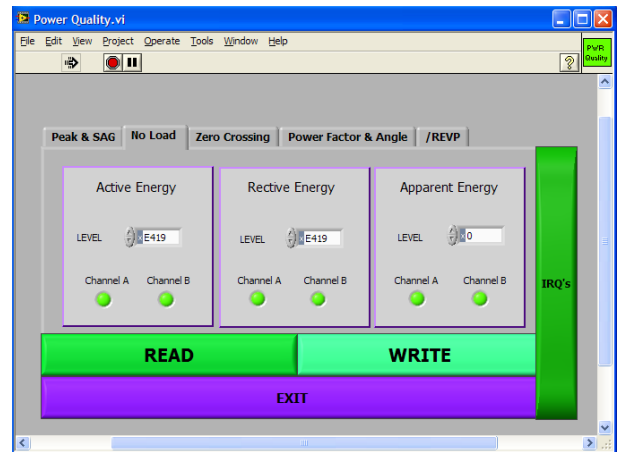 Power Quality.vi
File Edit View Project Operate Tools Window Help
PWR
Quality
?
Peak & SAG No Load Zero Crossing Power Factor & Angle /REVP
Active Energy Rective Energy Apparent Energy
LEVEL E419 LEVEL E419 LEVEL 0
Channel A Channel B Channel A Channel B Channel A Channel B
IRQ's
READ WRITE
EXIT